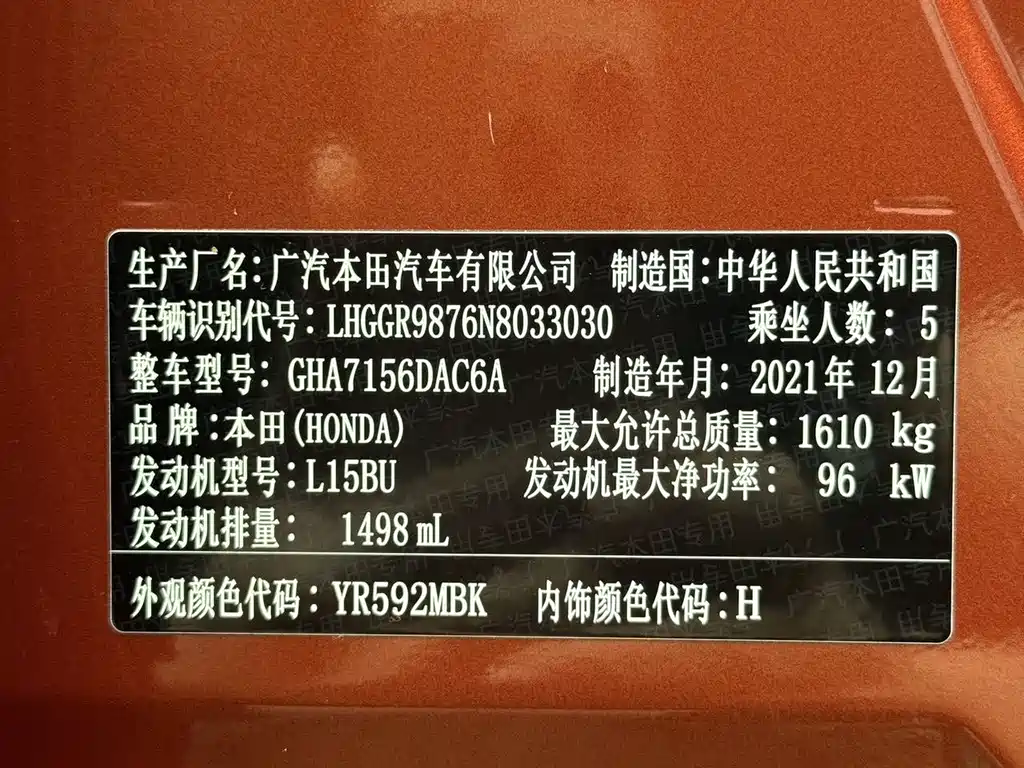 生产厂名：广汽本田汽车有限公司 制造国：中华人民共和国
车辆识别代号：LHGGR9876N8033030 乘坐人数：5
整车型号：GHA7156DAC6A 制造年月：2021年12月
品牌：本田(HONDA) 最大允许总质量：1610 kg
发动机型号：L15BU 发动机最大净功率：96 kW
发动机排量：1498 mL
外观颜色代码：YR592MBK 内饰颜色代码：H